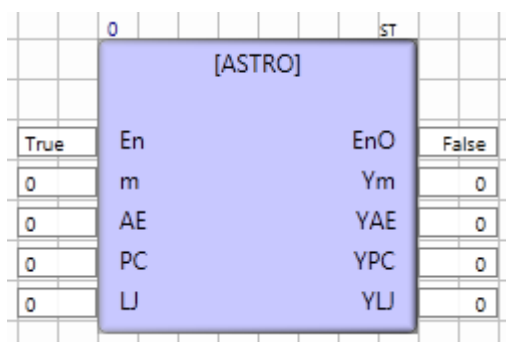 0 ST
[ASTRO]
True En EnO False
0 m Ym 0
0 AE YAE 0
0 PC YPC 0
0 LJ YLJ 0